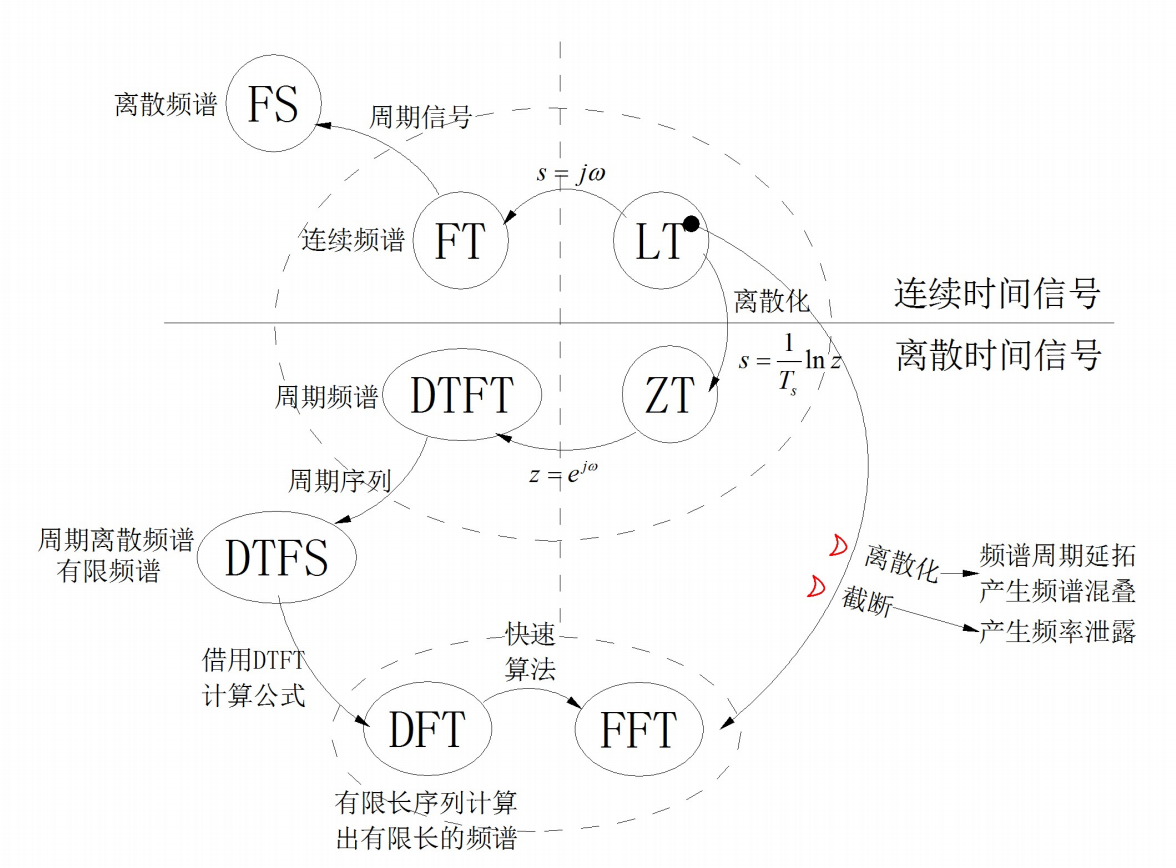 离散频谱
FS
周期信号
s = jω
连续频谱
FT
LT
离散化
连续时间信号
离散时间信号
s = \frac{1}{T_s} ln z
周期频谱
DTFT
ZT
z = e^{jω}
周期序列
周期离散频谱
有限频谱
DTFS
离散化
频谱周期延拓
产生频谱混叠
截断
产生频率泄露
借用DTFT
计算公式
快速
算法
DFT
FFT
有限长序列计算
出有限长的频谱